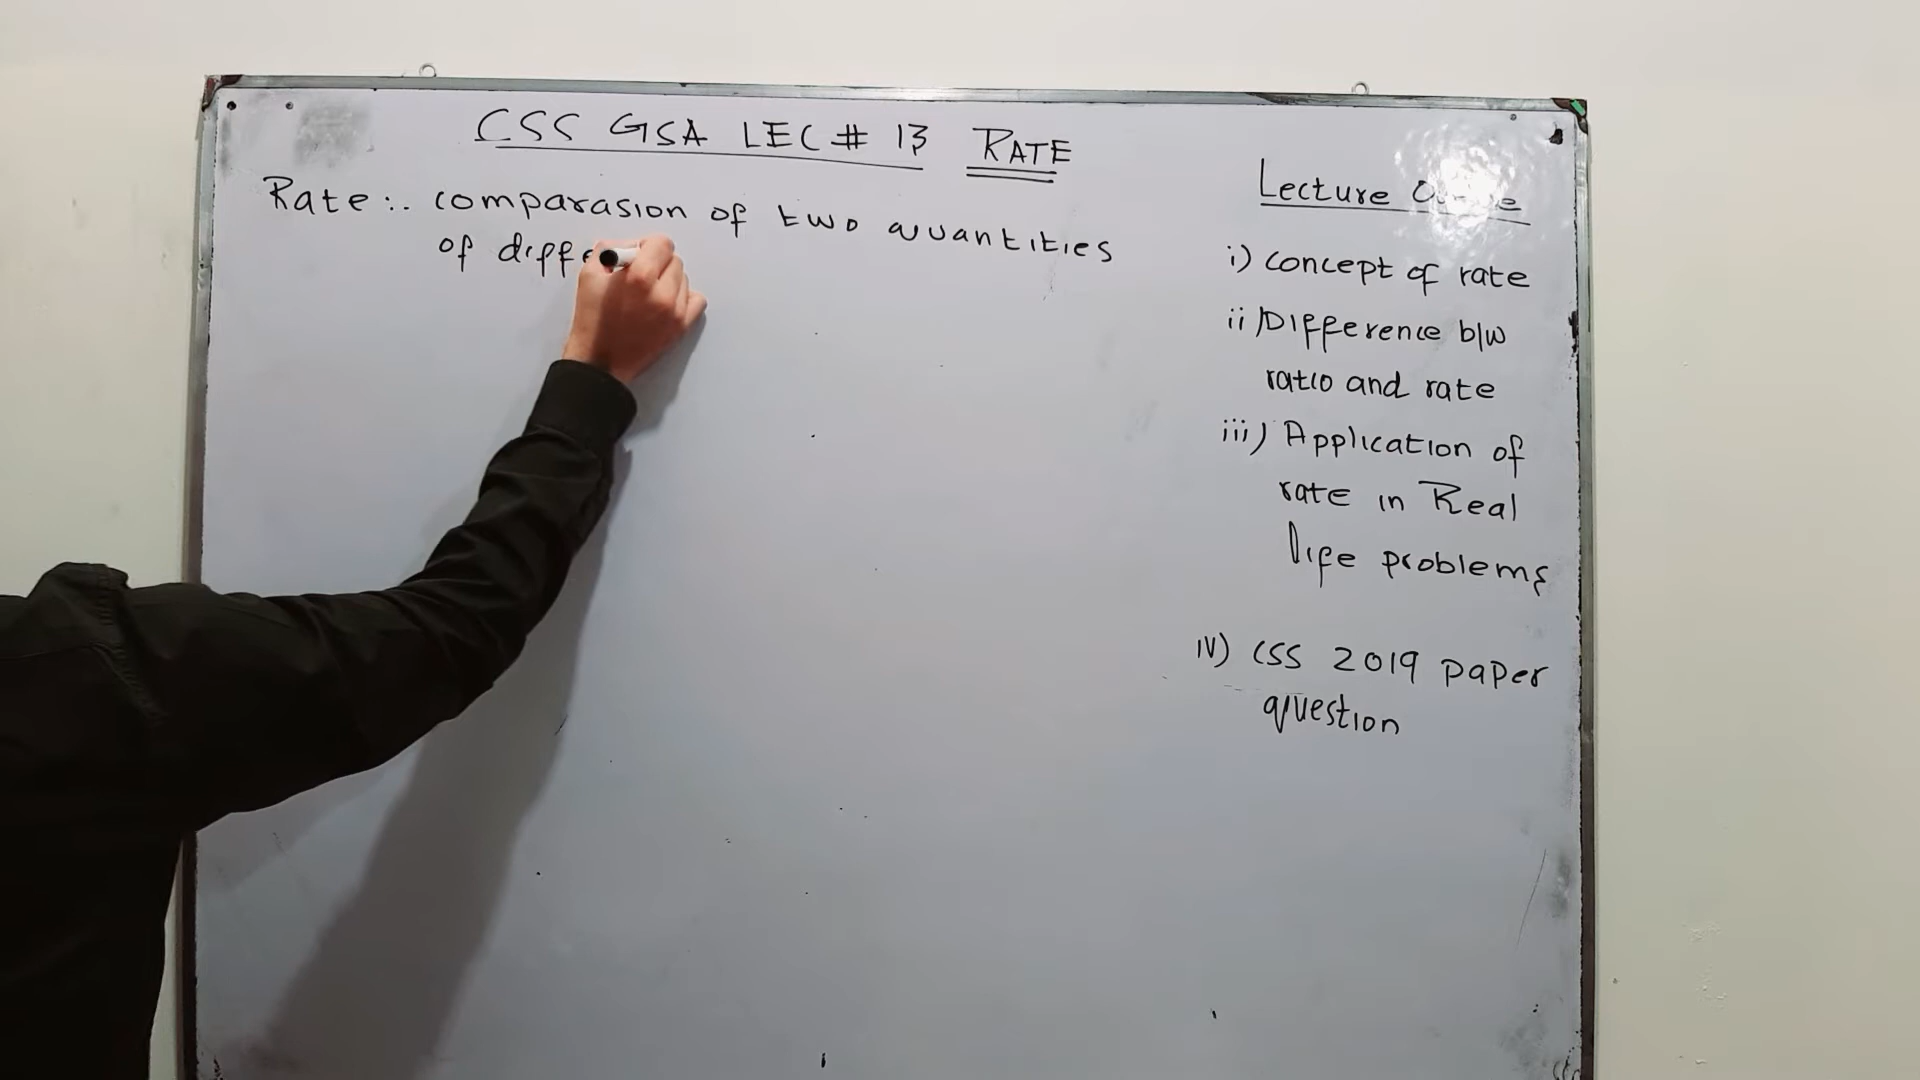 CSS GSA LEC # 13 RATE
Rate:. comparasion of two quantities
of diffe
Lecture
i) concept of rate
ii) Difference b/w
ratio and rate
iii) Application of
rate in Real
life problems
iv) CSS 2019 paper
question